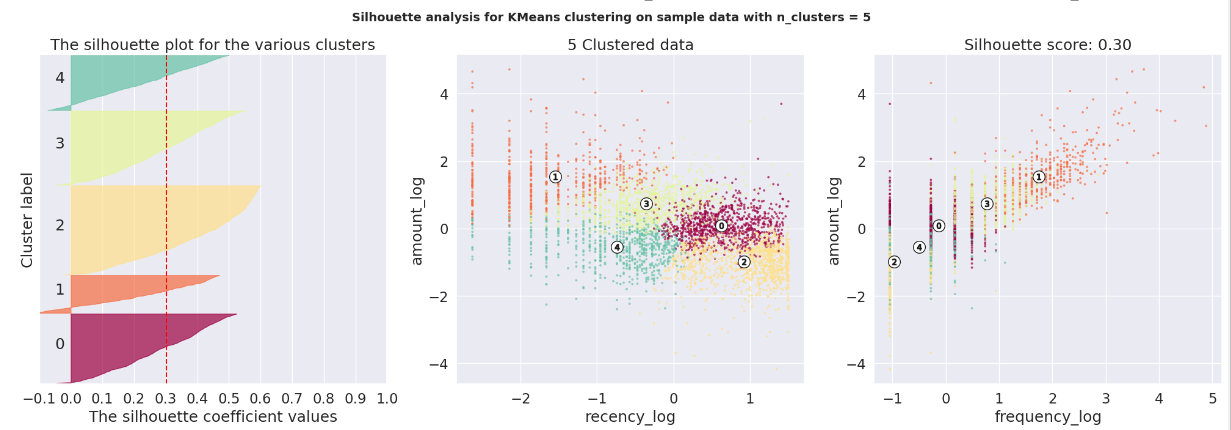 Silhouette analysis for KMeans clustering on sample data with n_clusters = 5
The silhouette plot for the various clusters
4
3
2
1
0
Cluster label
−0.1 0.0 0.1 0.2 0.3 0.4 0.5 0.6 0.7 0.8 0.9 1.0
The silhouette coefficient values
5 Clustered data
4
2
0
−2
−4
amount_log
1
3
0
4
2
−2 −1 0 1
recency_log
Silhouette score: 0.30
4
2
0
−2
−4
amount_log
1
3
0
4
2
−1 0 1 2 3 4 5
frequency_log